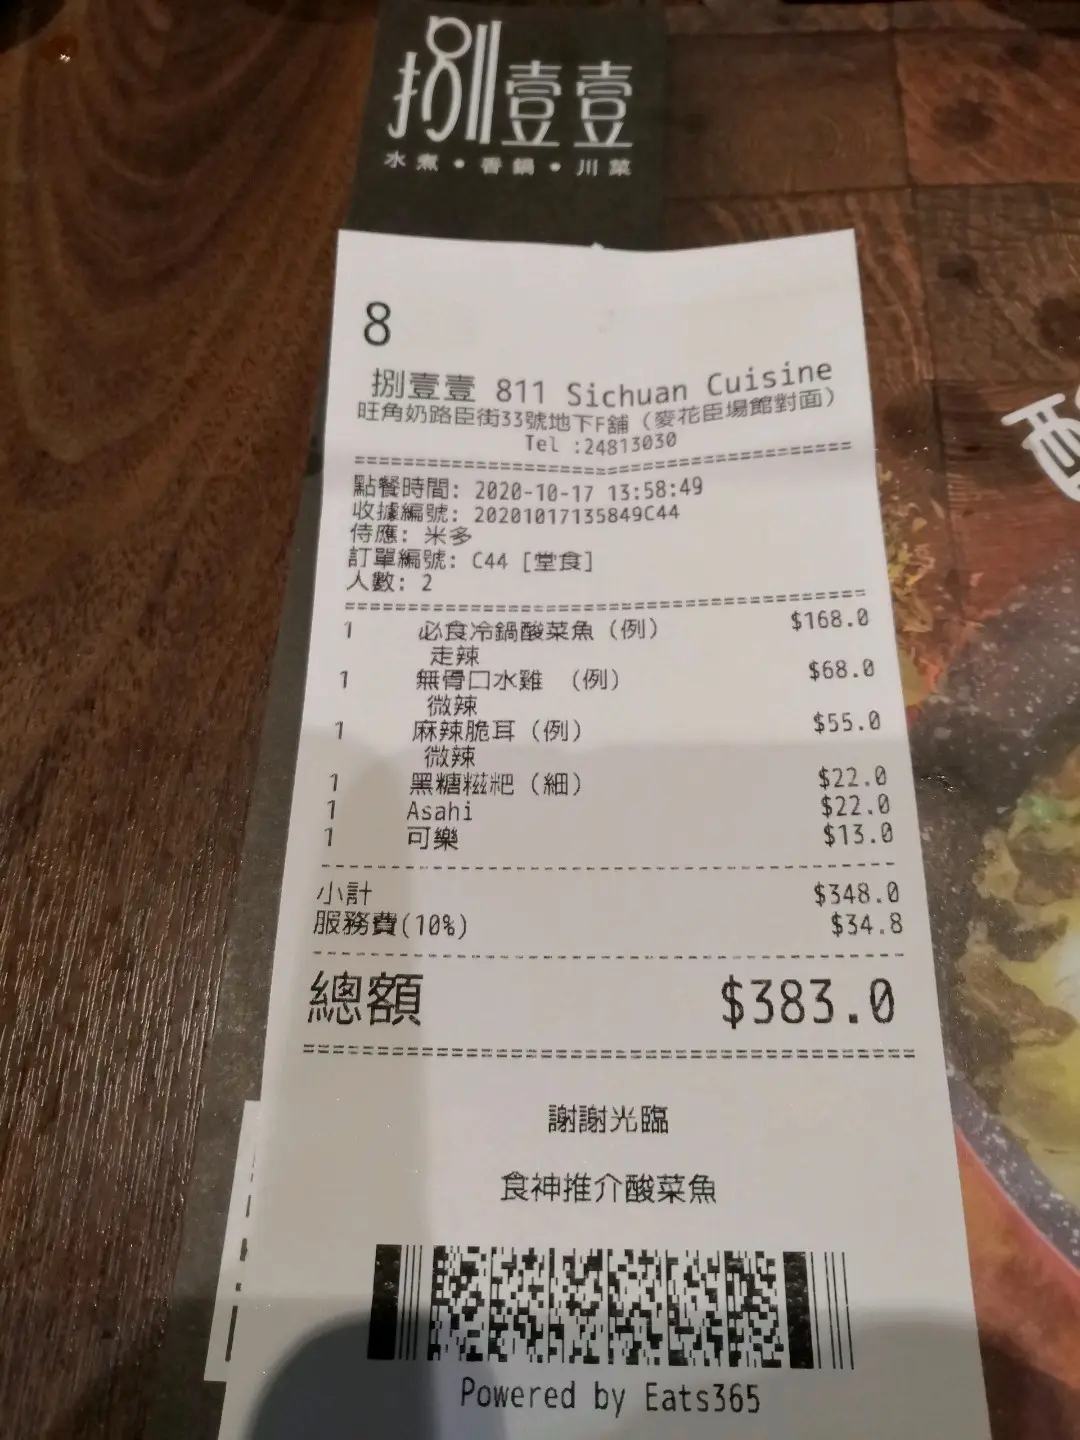 捌壹壹
水煮•香鍋•川菜
8
捌壹壹 811 Sichuan Cuisine
旺角奶路臣街33號地下F舖（麥花臣場館對面）
Tel :24813030
點餐時間: 2020-10-17 13:58:49
收據編號: 20201017135849C44
侍應: 米多
訂單編號: C44 [堂食]
人數: 2
1 必食冷鍋酸菜魚（例） $168.0
走辣
1 無骨口水雞 （例） $68.0
微辣
1 麻辣脆耳（例） $55.0
微辣
1 黑糖糍粑（細） $22.0
1 Asahi $22.0
1 可樂 $13.0
小計 $348.0
服務費(10%) $34.8
總額 $383.0
謝謝光臨
食神推介酸菜魚
Powered by Eats365